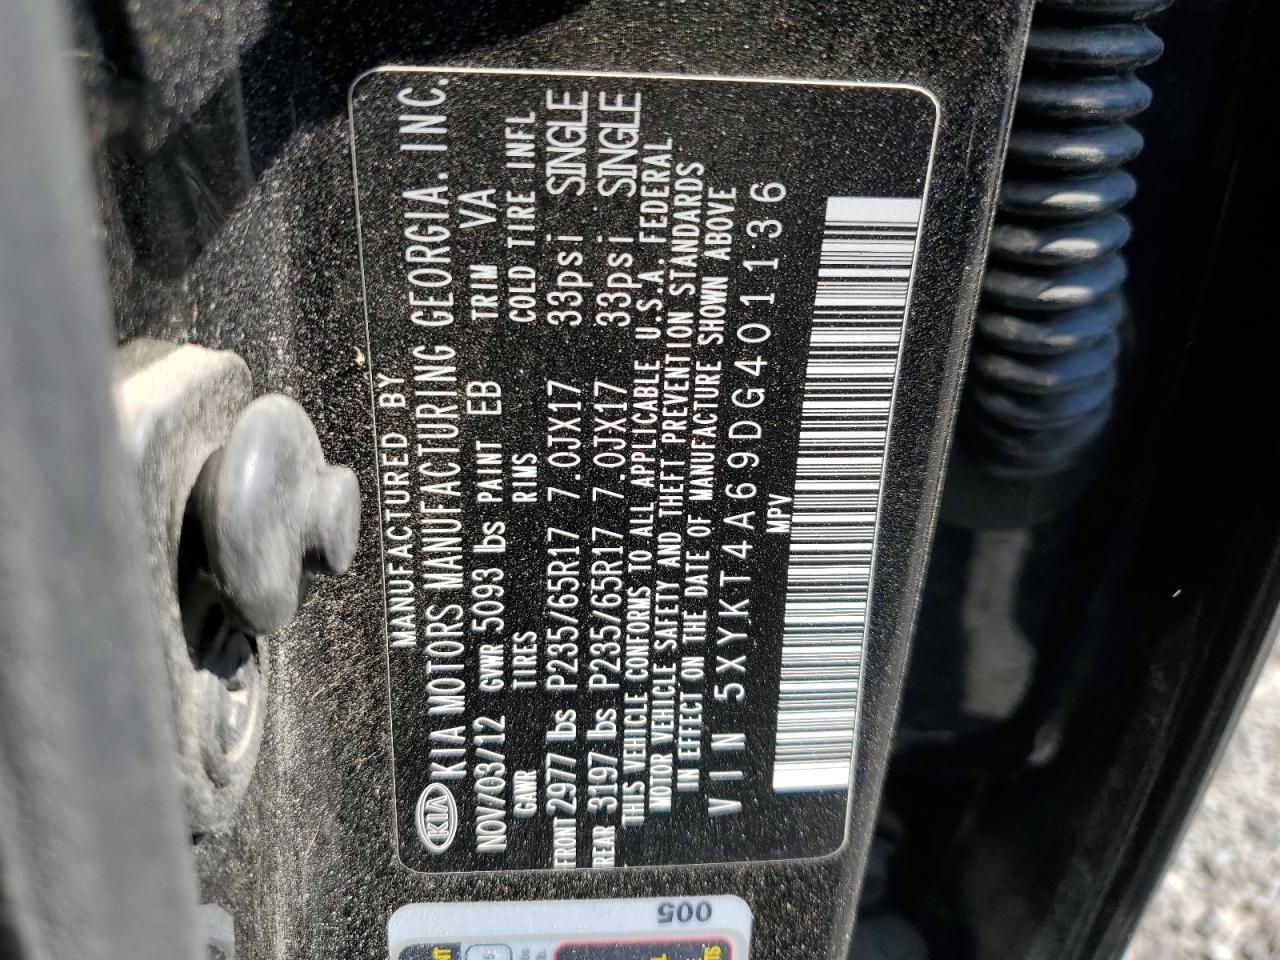 MANUFACTURED BY
KIA KIA MOTORS MANUFACTURING GEORGIA. INC.
NOV/03/12 GVWR 5093 lbs PAINT EB TRIM VA
GAWR TIRES RIMS COLD TIRE INFL
FRONT 2977 lbs P235/65R17 7.0JX17 33psi SINGLE
REAR 3197 lbs P235/65R17 7.0JX17 33psi SINGLE
THIS VEHICLE CONFORMS TO ALL APPLICABLE U.S.A. FEDERAL
MOTOR VEHICLE SAFETY AND THEFT PREVENTION STANDARDS
IN EFFECT ON THE DATE OF MANUFACTURE SHOWN ABOVE
VIN 5XYKT4A69DG401136
MPV
005